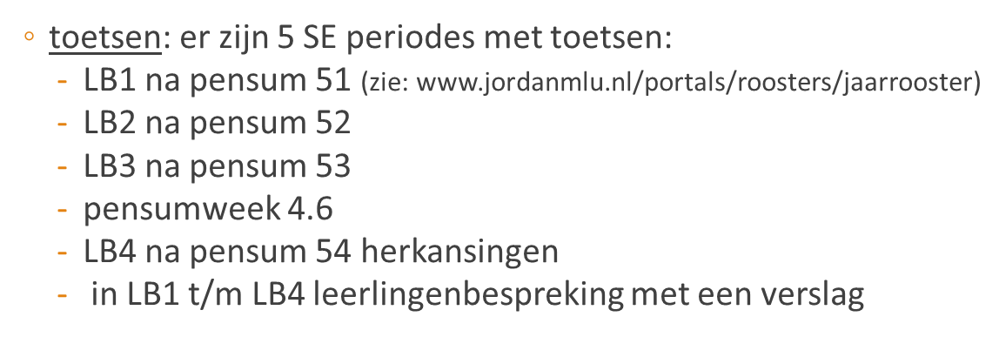 ◦ toetsen: er zijn 5 SE periodes met toetsen:
- LB1 na pensum 51 (zie: www.jordanmlu.nl/portals/roosters/jaarrooster)
- LB2 na pensum 52
- LB3 na pensum 53
- pensumweek 4.6
- LB4 na pensum 54 herkansingen
- in LB1 t/m LB4 leerlingenbespreking met een verslag